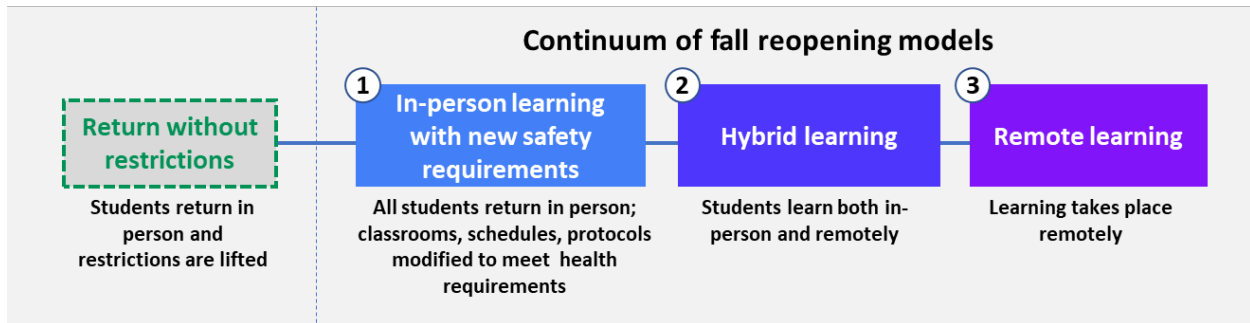 Continuum of fall reopening models
Return without
restrictions
Students return in
person and
restrictions are lifted
1
In-person learning
with new safety
requirements
All students return in person;
classrooms, schedules, protocols
modified to meet health
requirements
2
Hybrid learning
Students learn both in-
person and remotely
3
Remote learning
Learning takes place
remotely